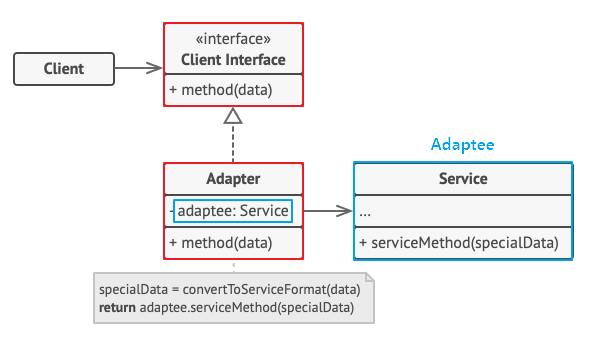 «interface»
Client Interface
Client
+ method(data)
Adaptee
Adapter
Service
- adaptee: Service
...
+ method(data)
+ serviceMethod(specialData)
specialData = convertToServiceFormat(data)
return adaptee.serviceMethod(specialData)